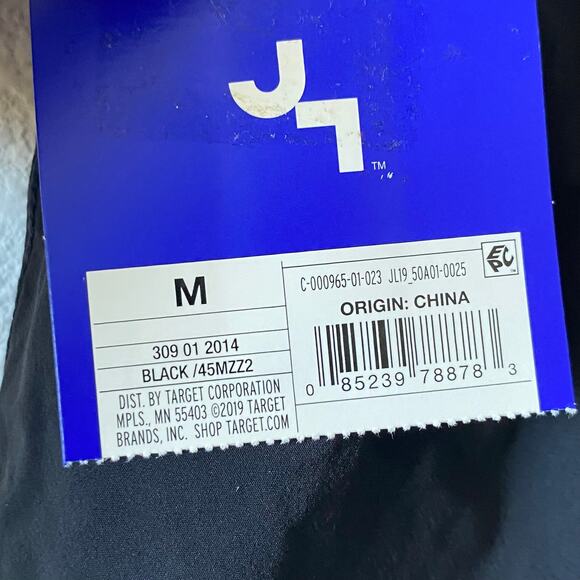 JL
TM
M
309 01 2014
BLACK /45MZZ2
DIST. BY TARGET CORPORATION
MPLS., MN 55403 ©2019 TARGET
BRANDS, INC. SHOP TARGET.COM
C-000965-01-023 JL19_50A01-0025
EPC
ORIGIN: CHINA
0 85239 78878 3